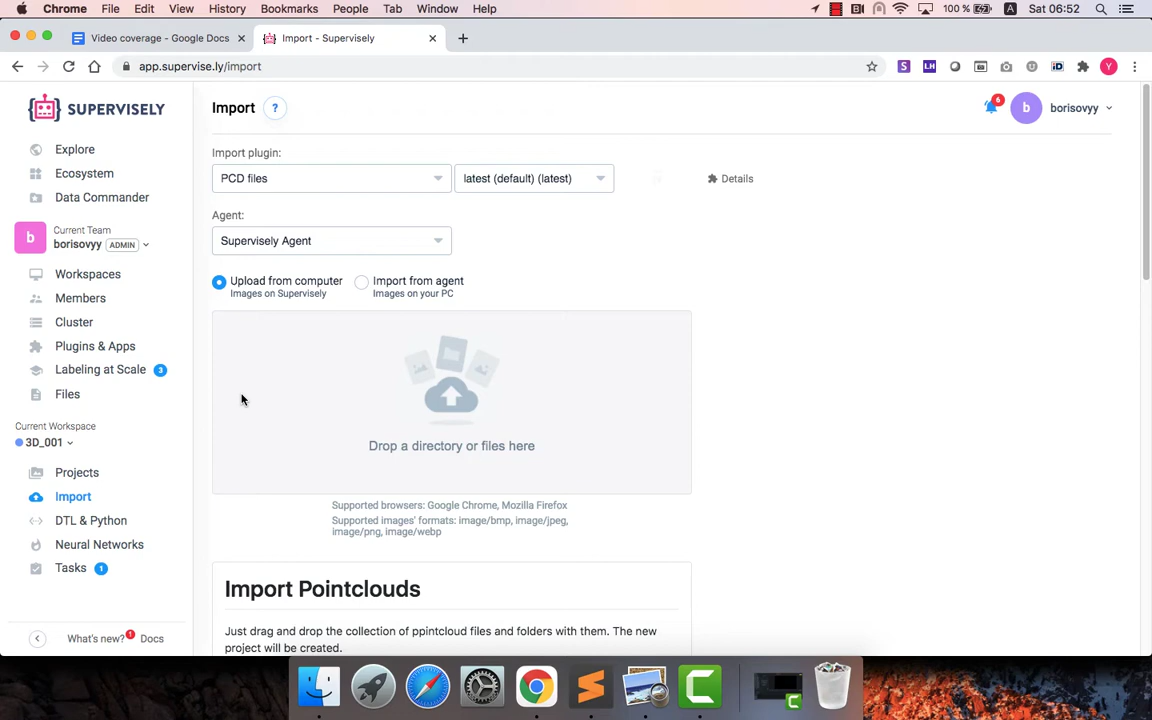 Chrome File Edit View History Bookmarks People Tab Window Help 100 % A Sat 06:52
Video coverage - Google Docs
Import - Supervisely
app.supervise.ly/import
S LH iD Y
SUPERVISELY
Import ?
6
b borisovyy
Explore
Ecosystem
Data Commander
b
Current Team
borisovyy ADMIN
Workspaces
Members
Cluster
Plugins & Apps
Labeling at Scale 3
Files
Current Workspace
3D_001
Projects
Import
DTL & Python
Neural Networks
Tasks 1
What's new? 1 Docs
Import plugin:
PCD files
latest (default) (latest)
Details
Agent:
Supervisely Agent
Upload from computer
Images on Supervisely
Import from agent
Images on your PC
Drop a directory or files here
Supported browsers: Google Chrome, Mozilla Firefox
Supported images' formats: image/bmp, image/jpeg,
image/png, image/webp
Import Pointclouds
Just drag and drop the collection of ppintcloud files and folders with them. The new
project will be created.